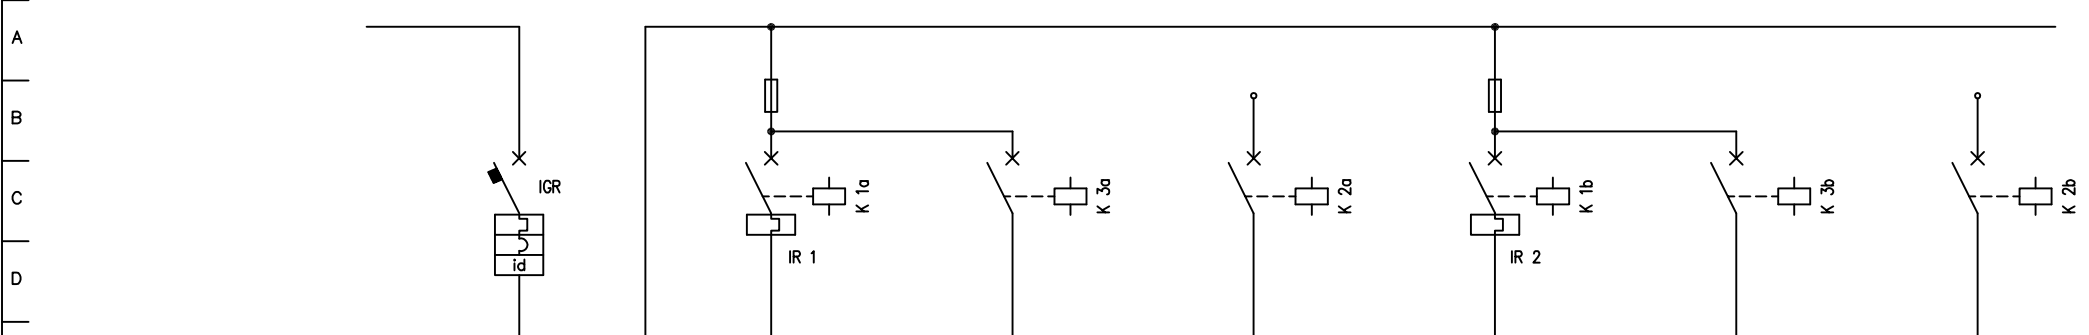 A
B
C
D
IGR
id
K 1a
IR 1
K 3a
K 2a
K 1b
IR 2
K 3b
K 2b